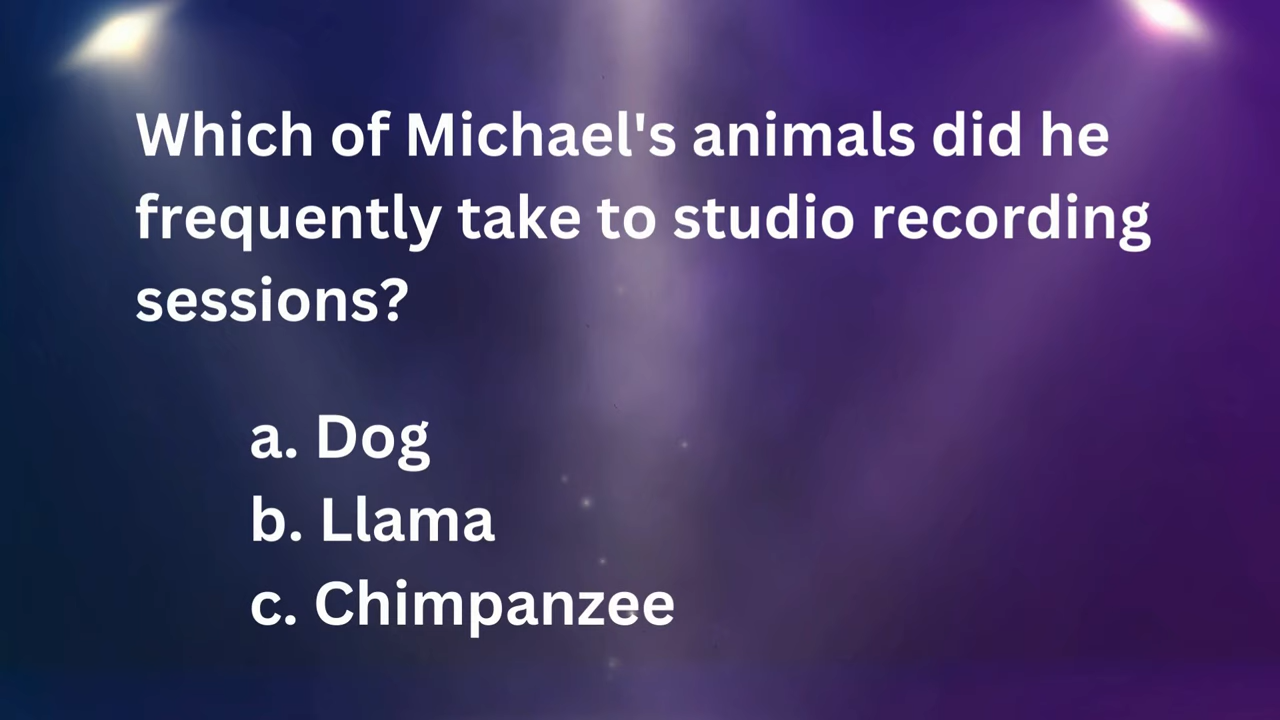 Which of Michael's animals did he
frequently take to studio recording
sessions?
a. Dog
b. Llama
c. Chimpanzee